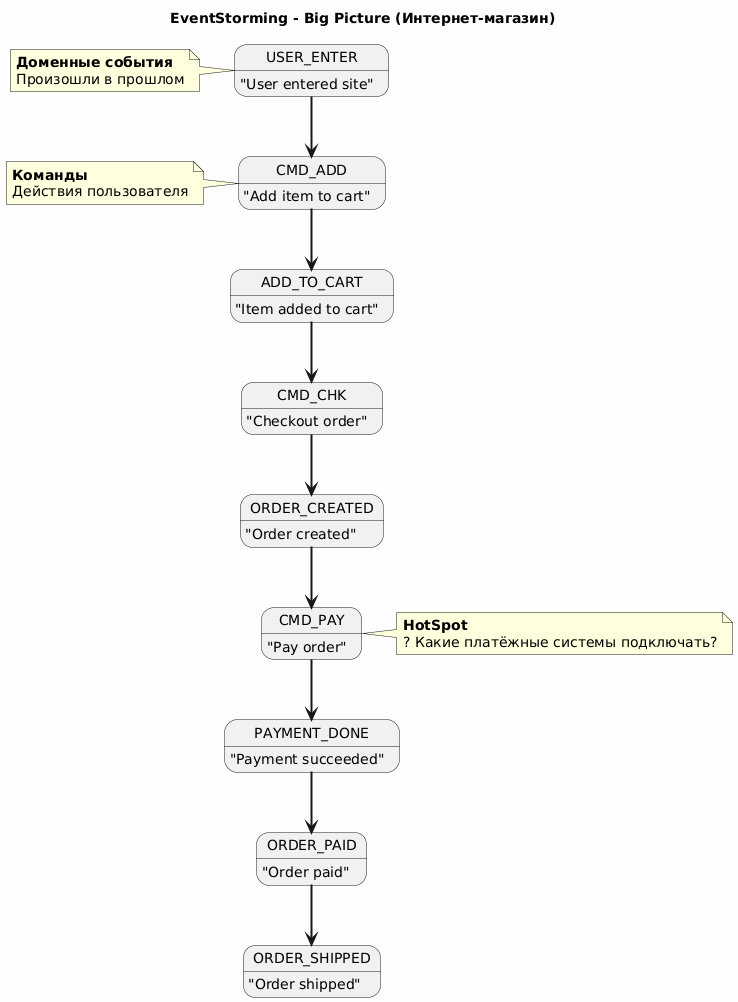 EventStorming - Big Picture (Интернет-магазин)
Доменные события
Произошли в прошлом
USER_ENTER
"User entered site"
Команды
Действия пользователя
CMD_ADD
"Add item to cart"
ADD_TO_CART
"Item added to cart"
CMD_CHK
"Checkout order"
ORDER_CREATED
"Order created"
CMD_PAY
"Pay order"
HotSpot
? Какие платёжные системы подключать?
PAYMENT_DONE
"Payment succeeded"
ORDER_PAID
"Order paid"
ORDER_SHIPPED
"Order shipped"